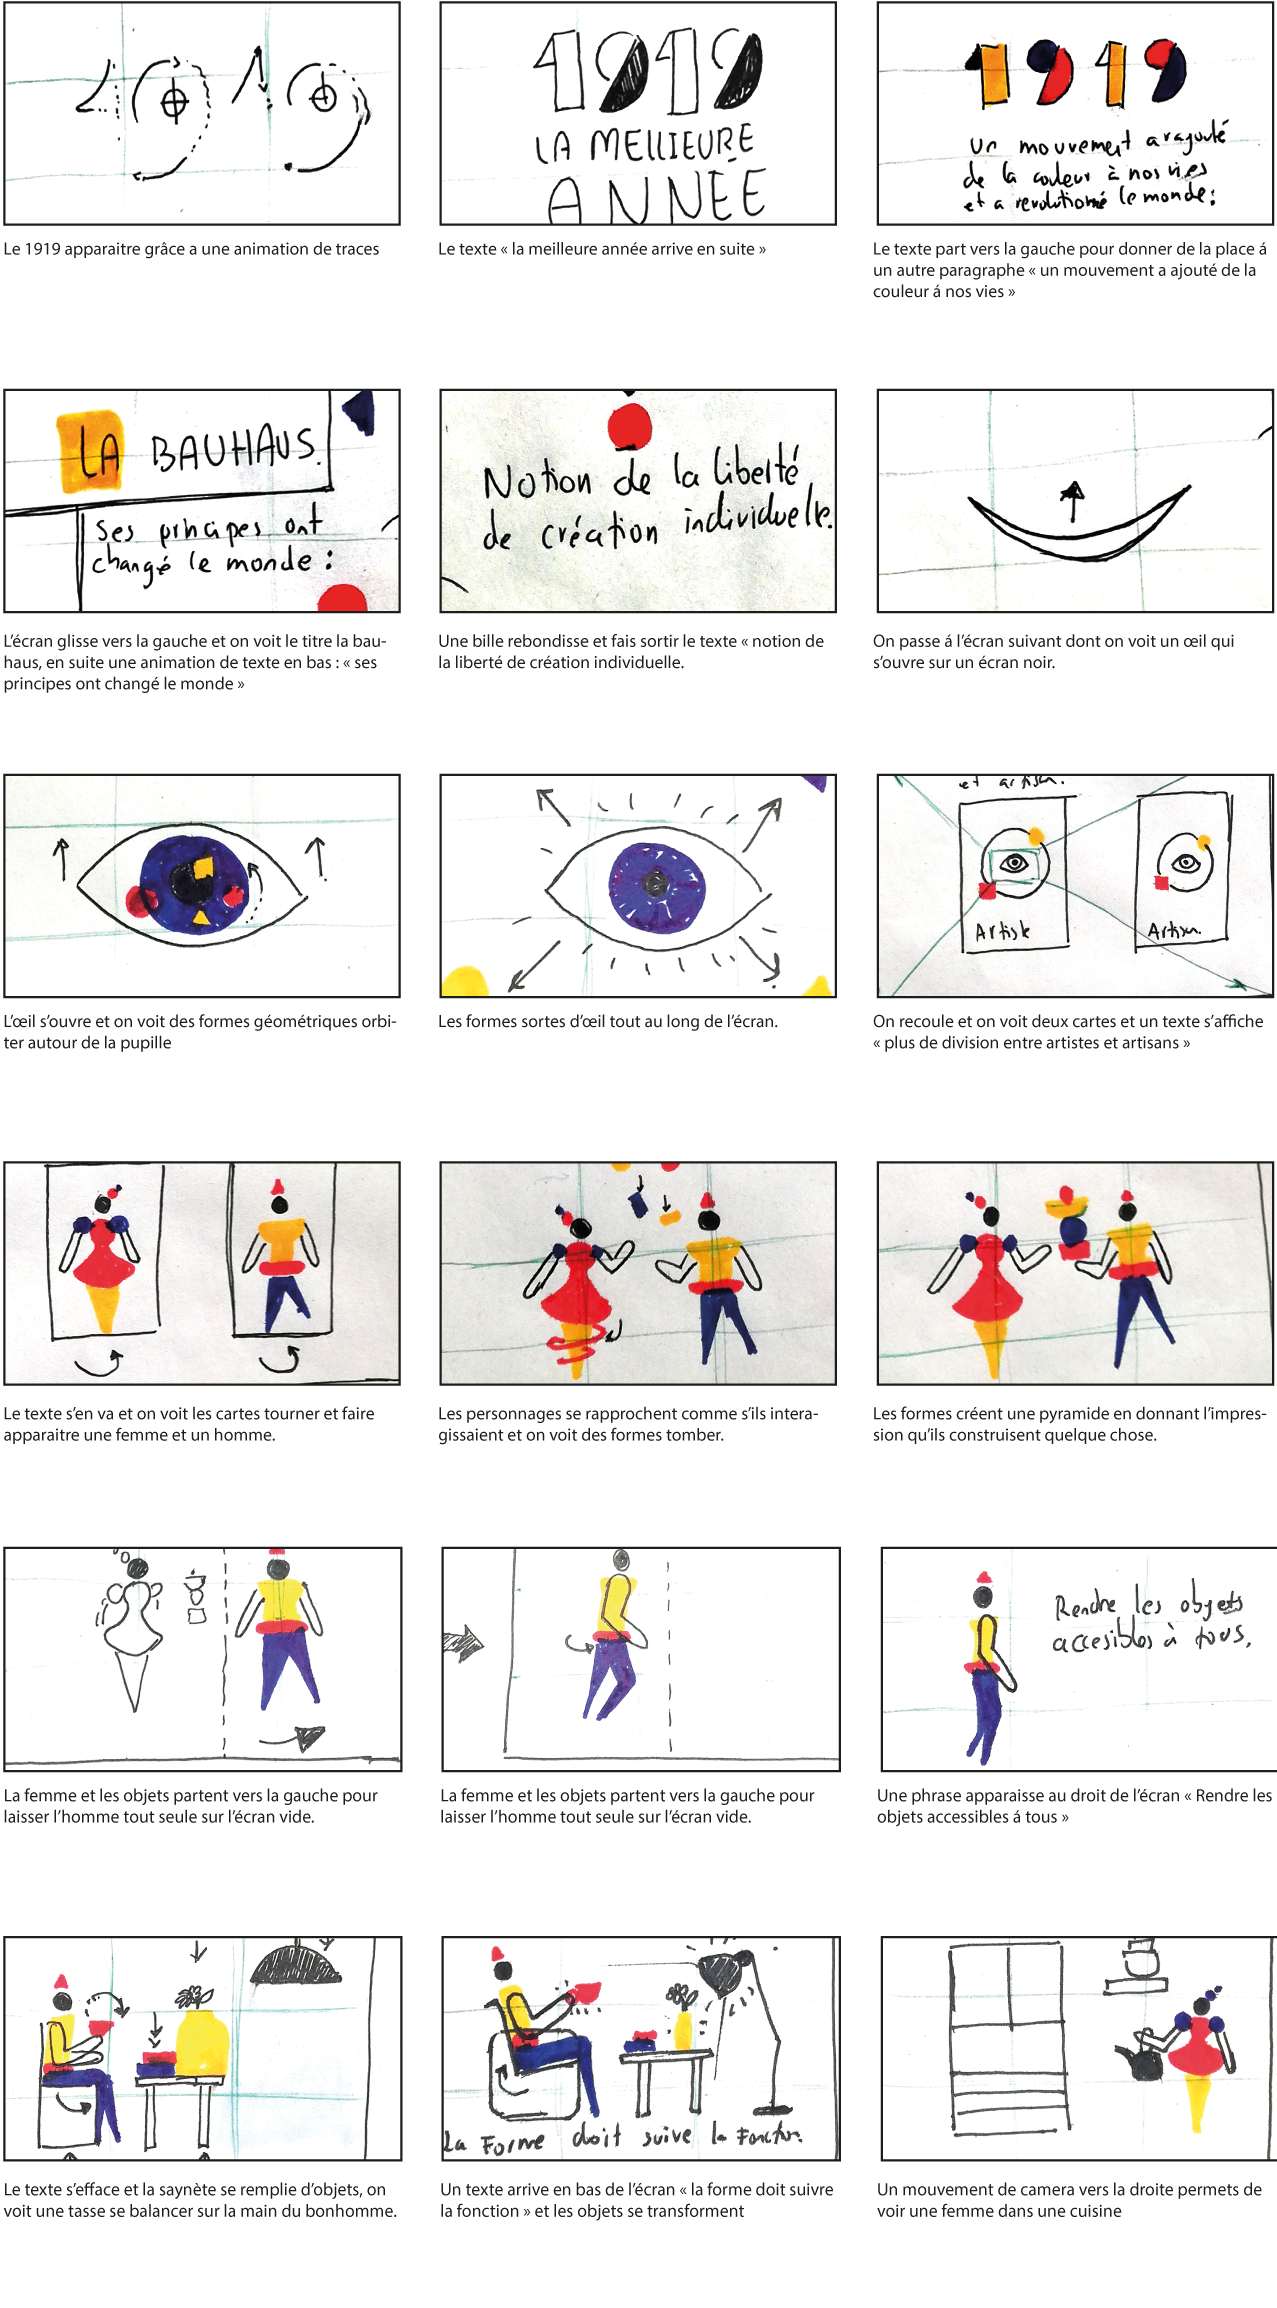 1919
1919
LA MEILLIEURE
ANNÉE
1919
Un mouvement a rajouté
de la couleur à nos vies
et a revolutionné le monde:
Le 1919 apparaitre grâce a une animation de traces
Le texte « la meilleure année arrive en suite »
Le texte part vers la gauche pour donner de la place á
un autre paragraphe « un mouvement a ajouté de la
couleur á nos vies »
LA BAUHAUS.
Ses principes ont
changé le monde :
Notion de la liberté
de création individuelle.
L’écran glisse vers la gauche et on voit le titre la bau-
haus, en suite une animation de texte en bas : « ses
principes ont changé le monde »
Une bille rebondisse et fais sortir le texte « notion de
la liberté de création individuelle.
On passe á l’écran suivant dont on voit un œil qui
s’ouvre sur un écran noir.
et artisan.
Artiste
Artisan.
L’œil s’ouvre et on voit des formes géométriques orbi-
ter autour de la pupille
Les formes sortes d’œil tout au long de l’écran.
On recoule et on voit deux cartes et un texte s’affiche
« plus de division entre artistes et artisans »
Le texte s’en va et on voit les cartes tourner et faire
apparaitre une femme et un homme.
Les personnages se rapprochent comme s’ils intera-
gissaient et on voit des formes tomber.
Les formes créent une pyramide en donnant l’impres-
sion qu’ils construisent quelque chose.
Rendre les objets
accesibles à tous.
La femme et les objets partent vers la gauche pour
laisser l’homme tout seule sur l’écran vide.
La femme et les objets partent vers la gauche pour
laisser l’homme tout seule sur l’écran vide.
Une phrase apparaisse au droit de l’écran « Rendre les
objets accessibles á tous »
La Forme doit suive la Fonction.
Le texte s’efface et la saynète se remplie d’objets, on
voit une tasse se balancer sur la main du bonhomme.
Un texte arrive en bas de l’écran « la forme doit suivre
la fonction » et les objets se transforment
Un mouvement de camera vers la droite permets de
voir une femme dans une cuisine